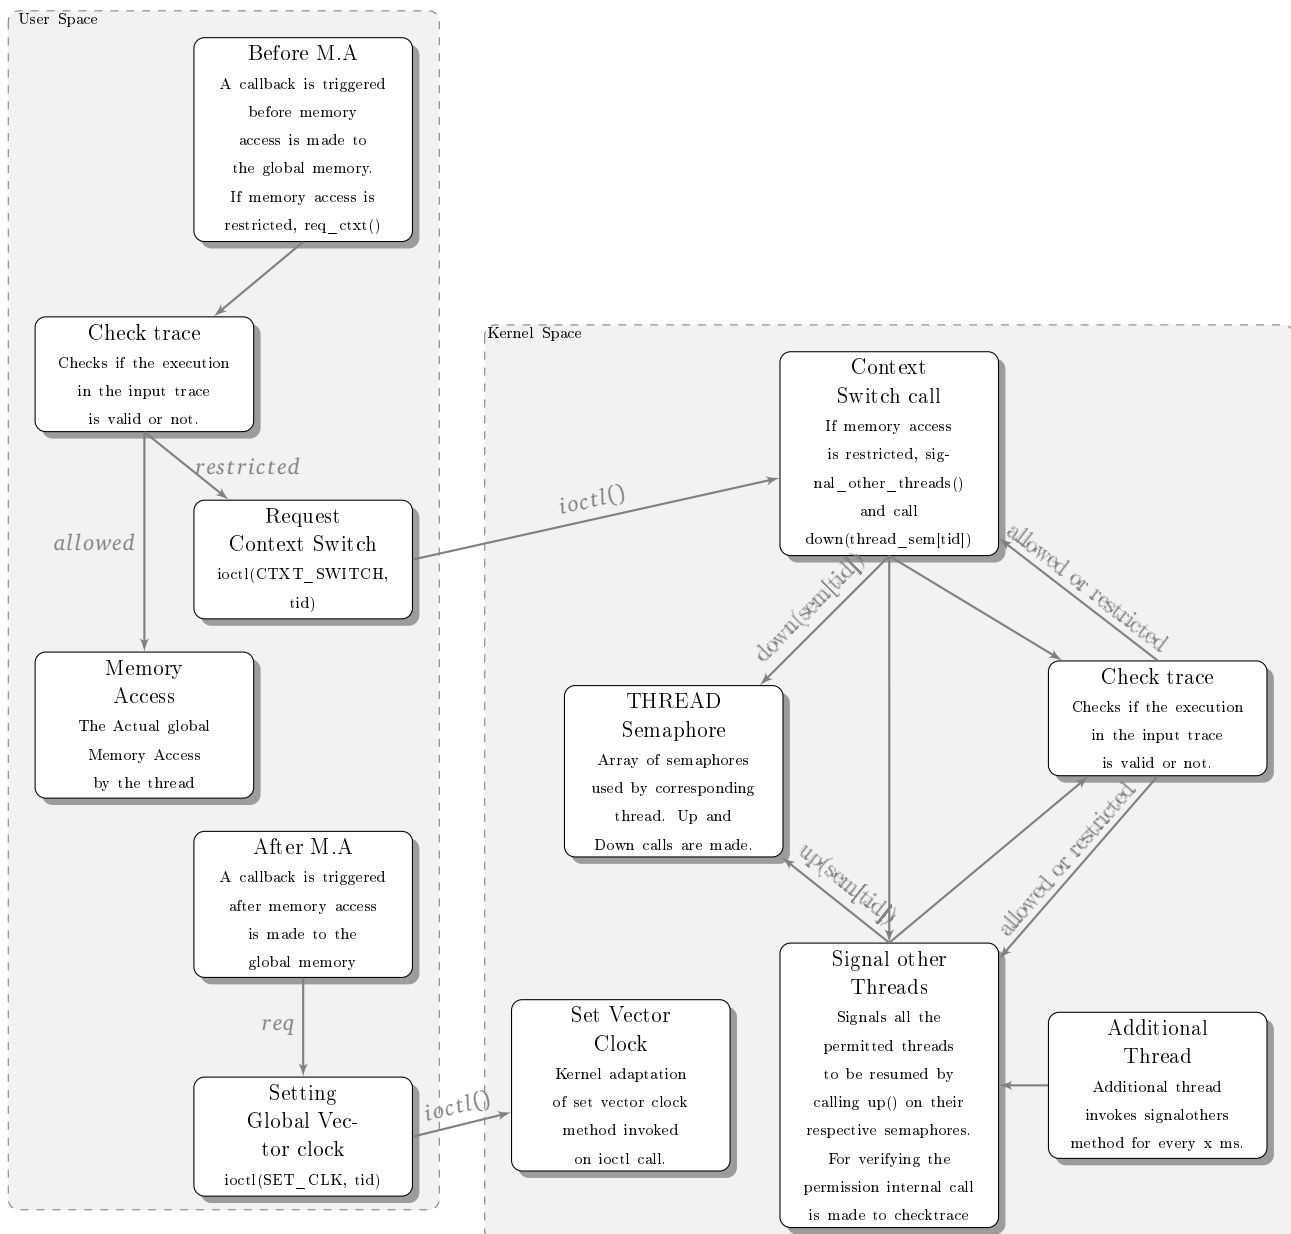 User Space
Before M.A
A callback is triggered
before memory
access is made to
the global memory.
If memory access is
restricted, req_ctxt()
Check trace
Checks if the execution
in the input trace
is valid or not.
restricted
allowed
Request
Context Switch
ioctl(CTXT_SWITCH,
tid)
Memory
Access
The Actual global
Memory Access
by the thread
After M.A
A callback is triggered
after memory access
is made to the
global memory
req
Setting
Global Vec-
tor clock
ioctl(SET_CLK, tid)
ioctl()
ioctl()
Kernel Space
Context
Switch call
If memory access
is restricted, sig-
nal_other_threads()
and call
down(thread_sem[tid])
allowed or restricted
down(sem[tid])
Check trace
Checks if the execution
in the input trace
is valid or not.
THREAD
Semaphore
Array of semaphores
used by corresponding
thread. Up and
Down calls are made.
up(sem[tid])
allowed or restricted
Signal other
Threads
Signals all the
permitted threads
to be resumed by
calling up() on their
respective semaphores.
For verifying the
permission internal call
is made to checktrace
Set Vector
Clock
Kernel adaptation
of set vector clock
method invoked
on ioctl call.
Additional
Thread
Additional thread
invokes signalothers
method for every x ms.